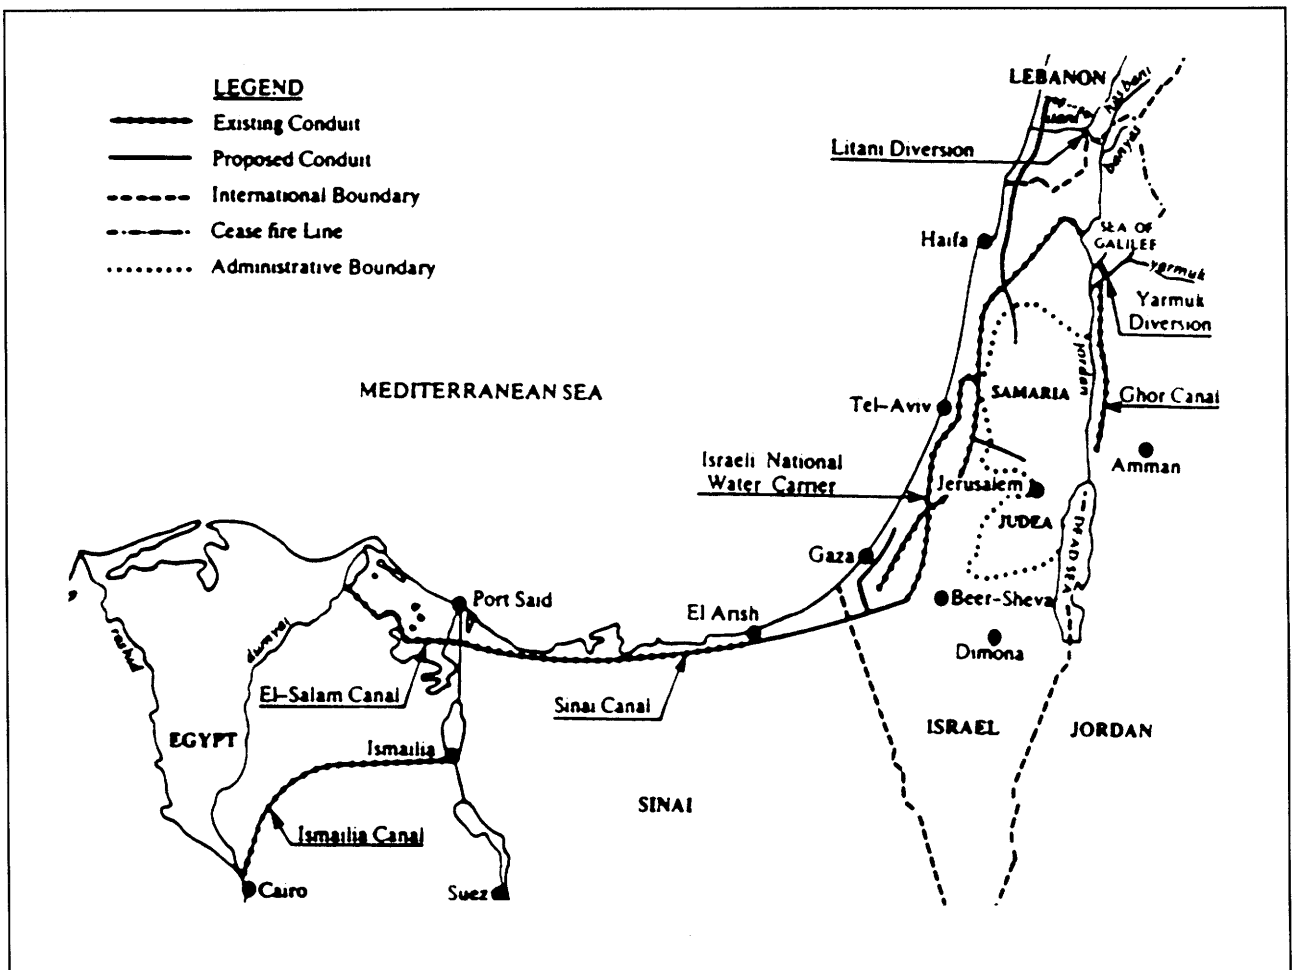 LEGEND
Existing Conduit
Proposed Conduit
International Boundary
Cease fire Line
Administrative Boundary
LEBANON
hasbani
banyas
Litani Diversion
Haifa
SEA OF
GALILEE
yarmuk
Yarmuk
Diversion
MEDITERRANEAN SEA
Jordan
SAMARIA
Tel-Aviv
Ghor Canal
Israeli National
Water Carrier
Amman
Jerusalem
JUDEA
DEAD SEA
Gaza
Port Said
El Arish
Beer-Sheva
Dimona
rashid
El-Salam Canal
Sinai Canal
EGYPT
Ismailia
ISRAEL
JORDAN
SINAI
Ismailia Canal
Cairo
Suez